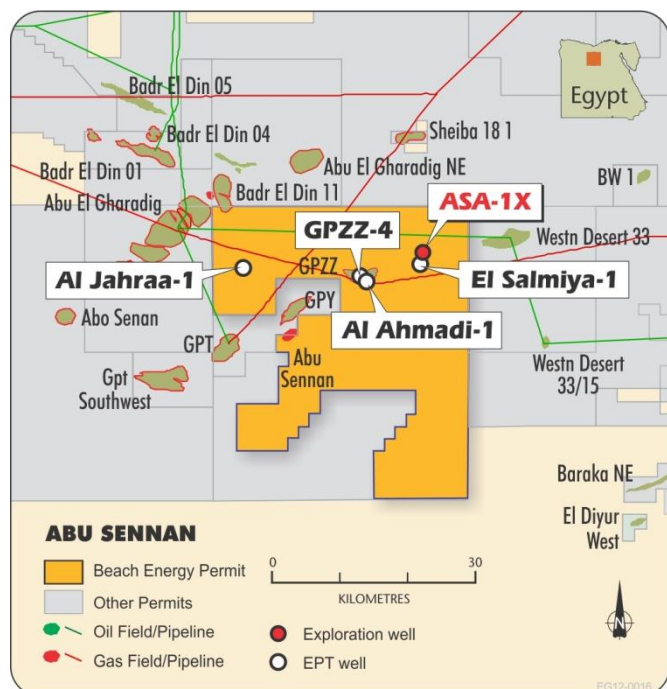 Badr El Din 05
Egypt
Badr El Din 04
Sheiba 18 1
Badr El Din 01
Abu El Gharadig NE
BW 1
Abu El Gharadig
Badr El Din 11
ASA-1X
GPZZ-4
Westn Desert 33
Al Jahraa-1
GPZZ
El Salmiya-1
GPY
Al Ahmadi-1
Abo Senan
GPT
Abu
Sennan
Westn Desert
33/15
Gpt
Southwest
Baraka NE
El Diyur
West
ABU SENNAN
Beach Energy Permit
0
30
Other Permits
KILOMETRES
Oil Field/Pipeline
Exploration well
N
Gas Field/Pipeline
EPT well
EG12-0016